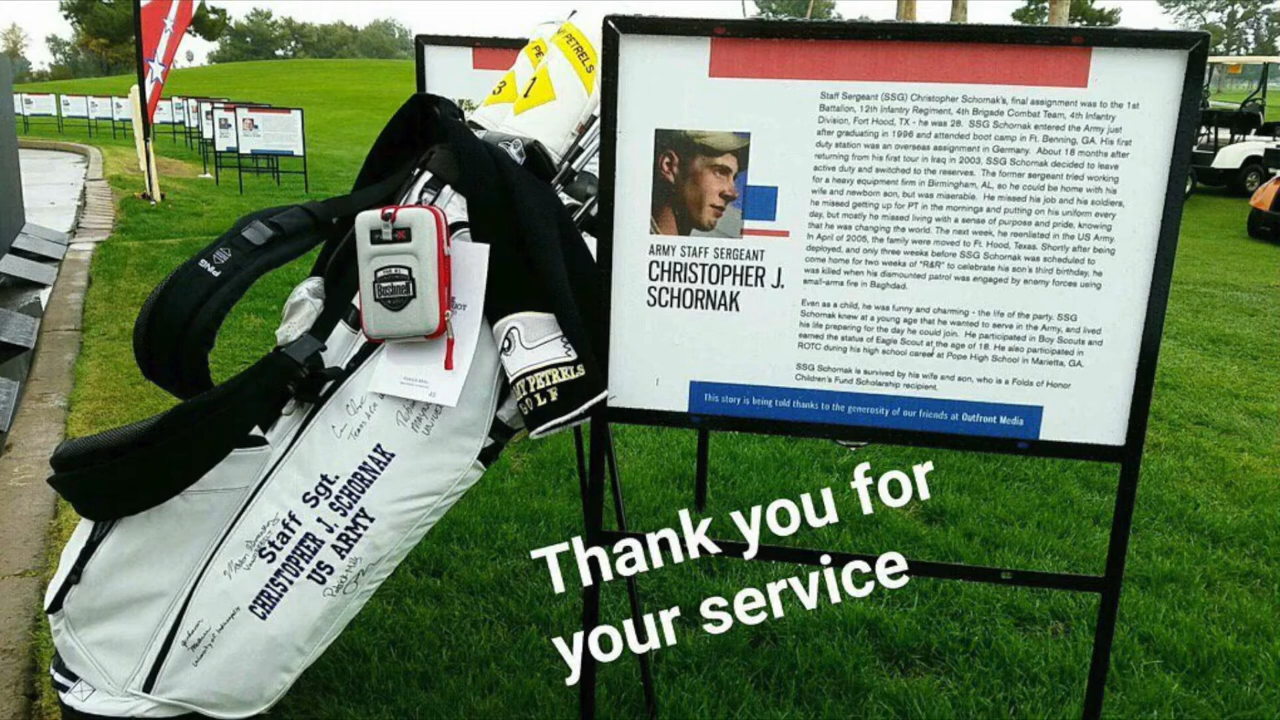 Staff Sergeant (SSG) Christopher Schornak's, final assignment was to the 1st
Battalion, 12th Infantry Regiment, 4th Brigade Combat Team, 4th Infantry
Division, Fort Hood, TX - he was 28. SSG Schornak entered the Army just
after graduating in 1996 and attended boot camp in Ft. Benning, GA. His first
duty station was an overseas assignment in Germany. About 18 months after
returning from his first tour in Iraq in 2003, SSG Schornak decided to leave
active duty and switched to the reserves. The former sergeant tried working
for a heavy equipment firm in Birmingham, AL, so he could be home with his
wife and newborn son, but was miserable. He missed his job and his soldiers,
he missed getting up for PT in the mornings and putting on his uniform every
day, but mostly he missed living with a sense of purpose and pride, knowing
that he was changing the world. The next week, he reenlisted in the US Army.
In April of 2005, the family were moved to Ft. Hood, Texas. Shortly after being
deployed, and only three weeks before SSG Schornak was scheduled to
come home for two weeks of "R&R" to celebrate his son's third birthday, he
was killed when his dismounted patrol was engaged by enemy forces using
small-arms fire in Baghdad.
Even as a child, he was funny and charming - the life of the party. SSG
Schornak knew at a young age that he wanted to serve in the Army, and lived
his life preparing for the day he could join. He participated in Boy Scouts and
earned the status of Eagle Scout at the age of 18. He also participated in
ROTC during his high school career at Pope High School in Marietta, GA.
SSG Schornak is survived by his wife and son, who is a Folds of Honor
Children's Fund Scholarship recipient.
ARMY STAFF SERGEANT
CHRISTOPHER J.
SCHORNAK
This story is being told thanks to the generosity of our friends at Outfront Media
PETRELS
3
1
PING
Bushnell
PETRELS
GOLF
Staff Sgt.
CHRISTOPHER J. SCHORNAK
US ARMY
University of Indianapolis
Thank you for
your service